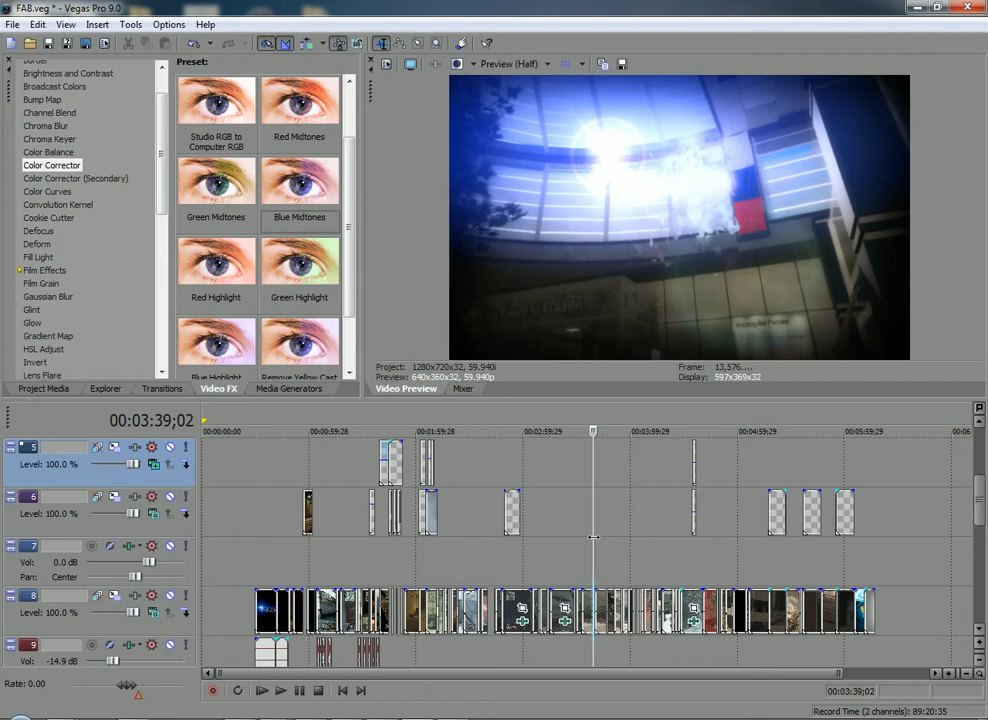 FAB.veg * - Vegas Pro 9.0
File Edit View Insert Tools Options Help
Border
Brightness and Contrast
Broadcast Colors
Bump Map
Channel Blend
Chroma Blur
Chroma Keyer
Color Balance
Color Corrector
Color Corrector (Secondary)
Color Curves
Convolution Kernel
Cookie Cutter
Defocus
Deform
Fill Light
Film Effects
Film Grain
Gaussian Blur
Glint
Glow
Gradient Map
HSL Adjust
Invert
Lens Flare
Preset:
Studio RGB to
Computer RGB
Red Midtones
Green Midtones
Blue Midtones
Red Highlight
Green Highlight
Blue Highlight
Remove Yellow Cast
Project Media Explorer Transitions Video FX Media Generators
Preview (Half)
Project: 1280x720x32, 59.940i
Preview: 640x360x32, 59.940p
Frame: 13,576....
Display: 597x369x32
Video Preview Mixer
00:03:39;02
00:00:00;00 00:00:59:28 00:01:59:28 00:02:59:29 00:03:59:29 00:04:59:29 00:05:59:29 00:06
5
Level: 100.0 %
6
Level: 100.0 %
7
Vol: 0.0 dB
Pan: Center
8
Level: 100.0 %
9
Vol: -14.9 dB
Rate: 0.00
00:03:39;02
Record Time (2 channels): 89:20:35